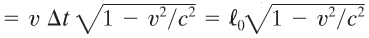 = v Δt √(1 − v²/c²) = ℓ₀√(1 − v²/c²)